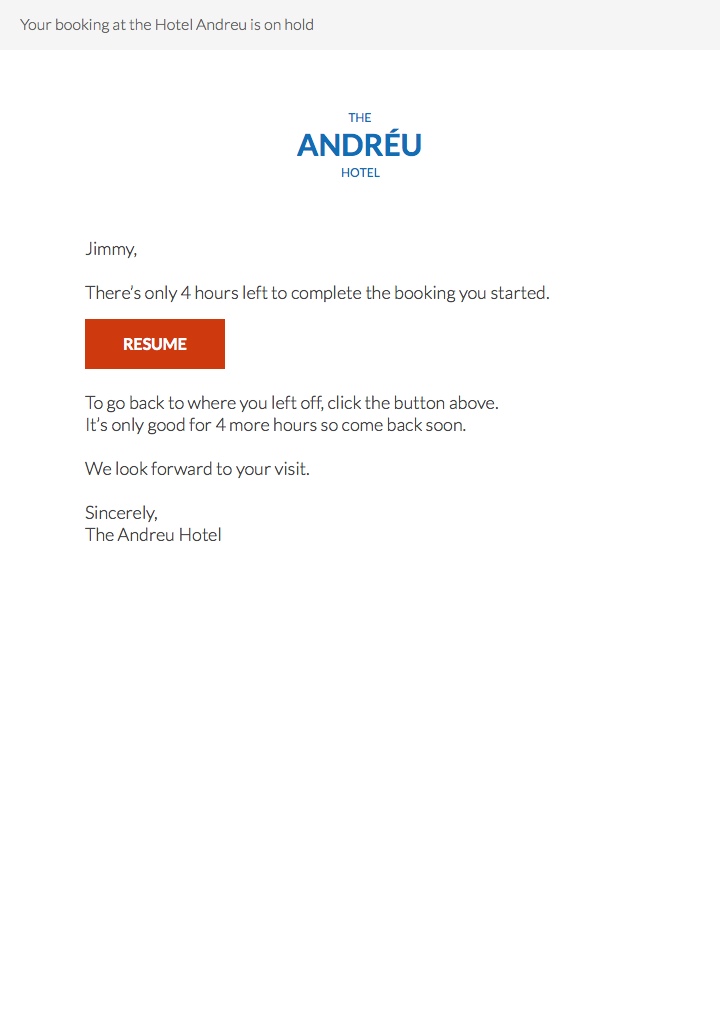 Your booking at the Hotel Andreu is on hold
THE
ANDRÉU
HOTEL
Jimmy,
There's only 4 hours left to complete the booking you started.
RESUME
To go back to where you left off, click the button above.
It's only good for 4 more hours so come back soon.
We look forward to your visit.
Sincerely,
The Andreu Hotel